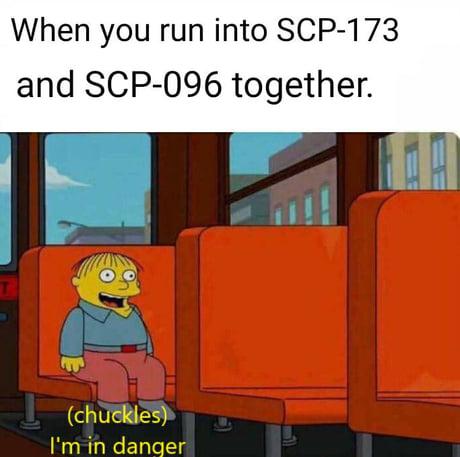 When you run into SCP-173
and SCP-096 together.
T
(chuckles)
I'm in danger